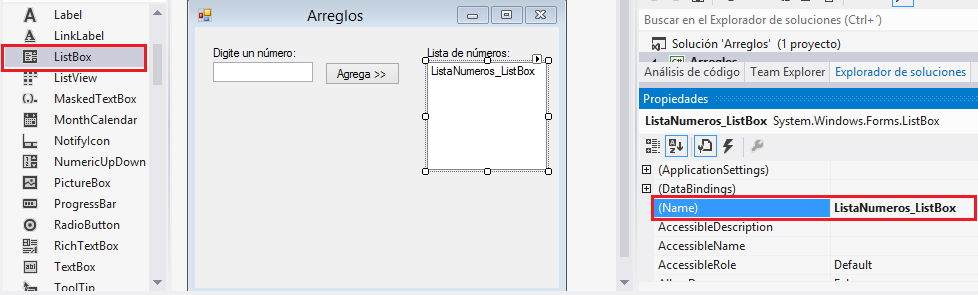 Label
LinkLabel
ListBox
ListView
MaskedTextBox
MonthCalendar
NotifyIcon
NumericUpDown
PictureBox
ProgressBar
RadioButton
RichTextBox
TextBox
ToolTip
Arreglos
Digite un número:
Agrega >>
Lista de números:
ListaNumeros_ListBox
Buscar en el Explorador de soluciones (Ctrl+´)
Solución 'Arreglos' (1 proyecto)
C# Arreglos
Análisis de código Team Explorer Explorador de soluciones
Propiedades
ListaNumeros_ListBox System.Windows.Forms.ListBox
(ApplicationSettings)
(DataBindings)
(Name) ListaNumeros_ListBox
AccessibleDescription
AccessibleName
AccessibleRole Default